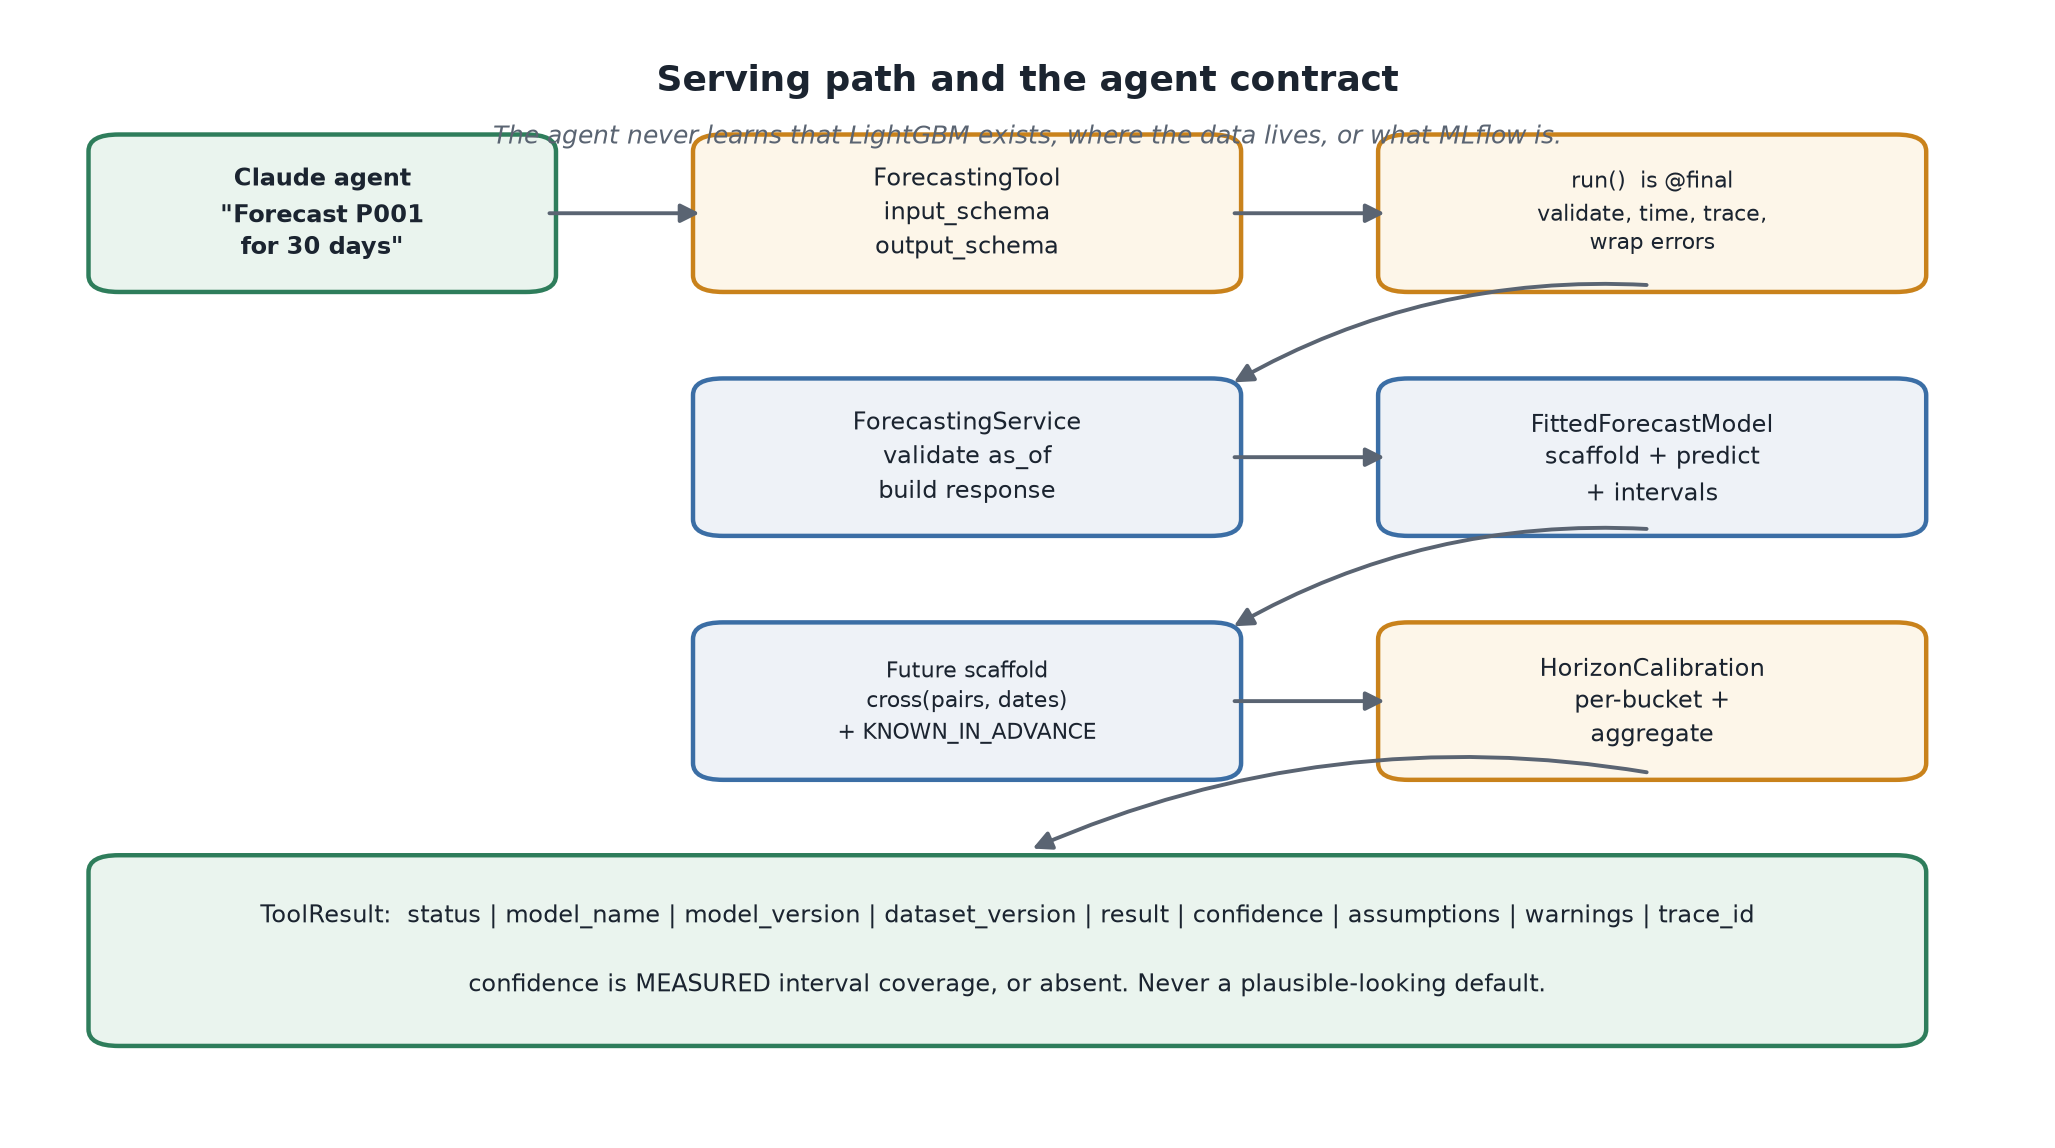 Serving path and the agent contract
The agent never learns that LightGBM exists, where the data lives, or what MLflow is.
Claude agent
"Forecast P001
for 30 days"
ForecastingTool
input_schema
output_schema
run()  is @final
validate, time, trace,
wrap errors
ForecastingService
validate as_of
build response
FittedForecastModel
scaffold + predict
+ intervals
Future scaffold
cross(pairs, dates)
+ KNOWN_IN_ADVANCE
HorizonCalibration
per-bucket +
aggregate
ToolResult:  status | model_name | model_version | dataset_version | result | confidence | assumptions | warnings | trace_id
confidence is MEASURED interval coverage, or absent. Never a plausible-looking default.